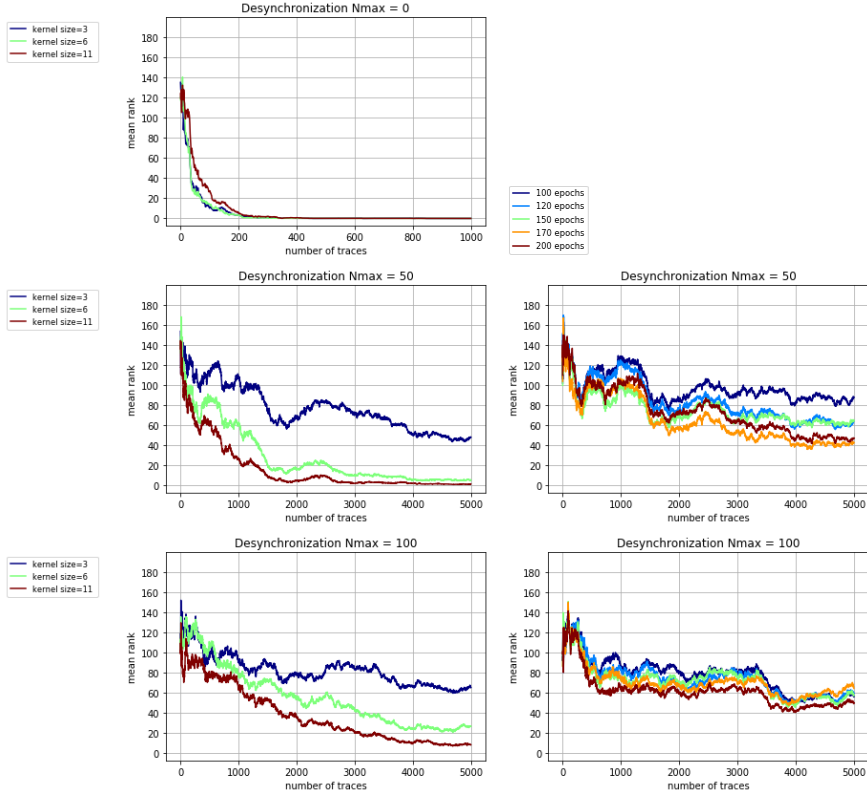 Desynchronization Nmax = 0
kernel size=3
kernel size=6
kernel size=11
mean rank
180
160
140
120
100
80
60
40
20
0
0 200 400 600 800 1000
number of traces
100 epochs
120 epochs
150 epochs
170 epochs
200 epochs
Desynchronization Nmax = 50
kernel size=3
kernel size=6
kernel size=11
mean rank
180
160
140
120
100
80
60
40
20
0
0 1000 2000 3000 4000 5000
number of traces
Desynchronization Nmax = 50
mean rank
180
160
140
120
100
80
60
40
20
0
0 1000 2000 3000 4000 5000
number of traces
Desynchronization Nmax = 100
kernel size=3
kernel size=6
kernel size=11
mean rank
180
160
140
120
100
80
60
40
20
0
0 1000 2000 3000 4000 5000
number of traces
Desynchronization Nmax = 100
mean rank
180
160
140
120
100
80
60
40
20
0
0 1000 2000 3000 4000 5000
number of traces